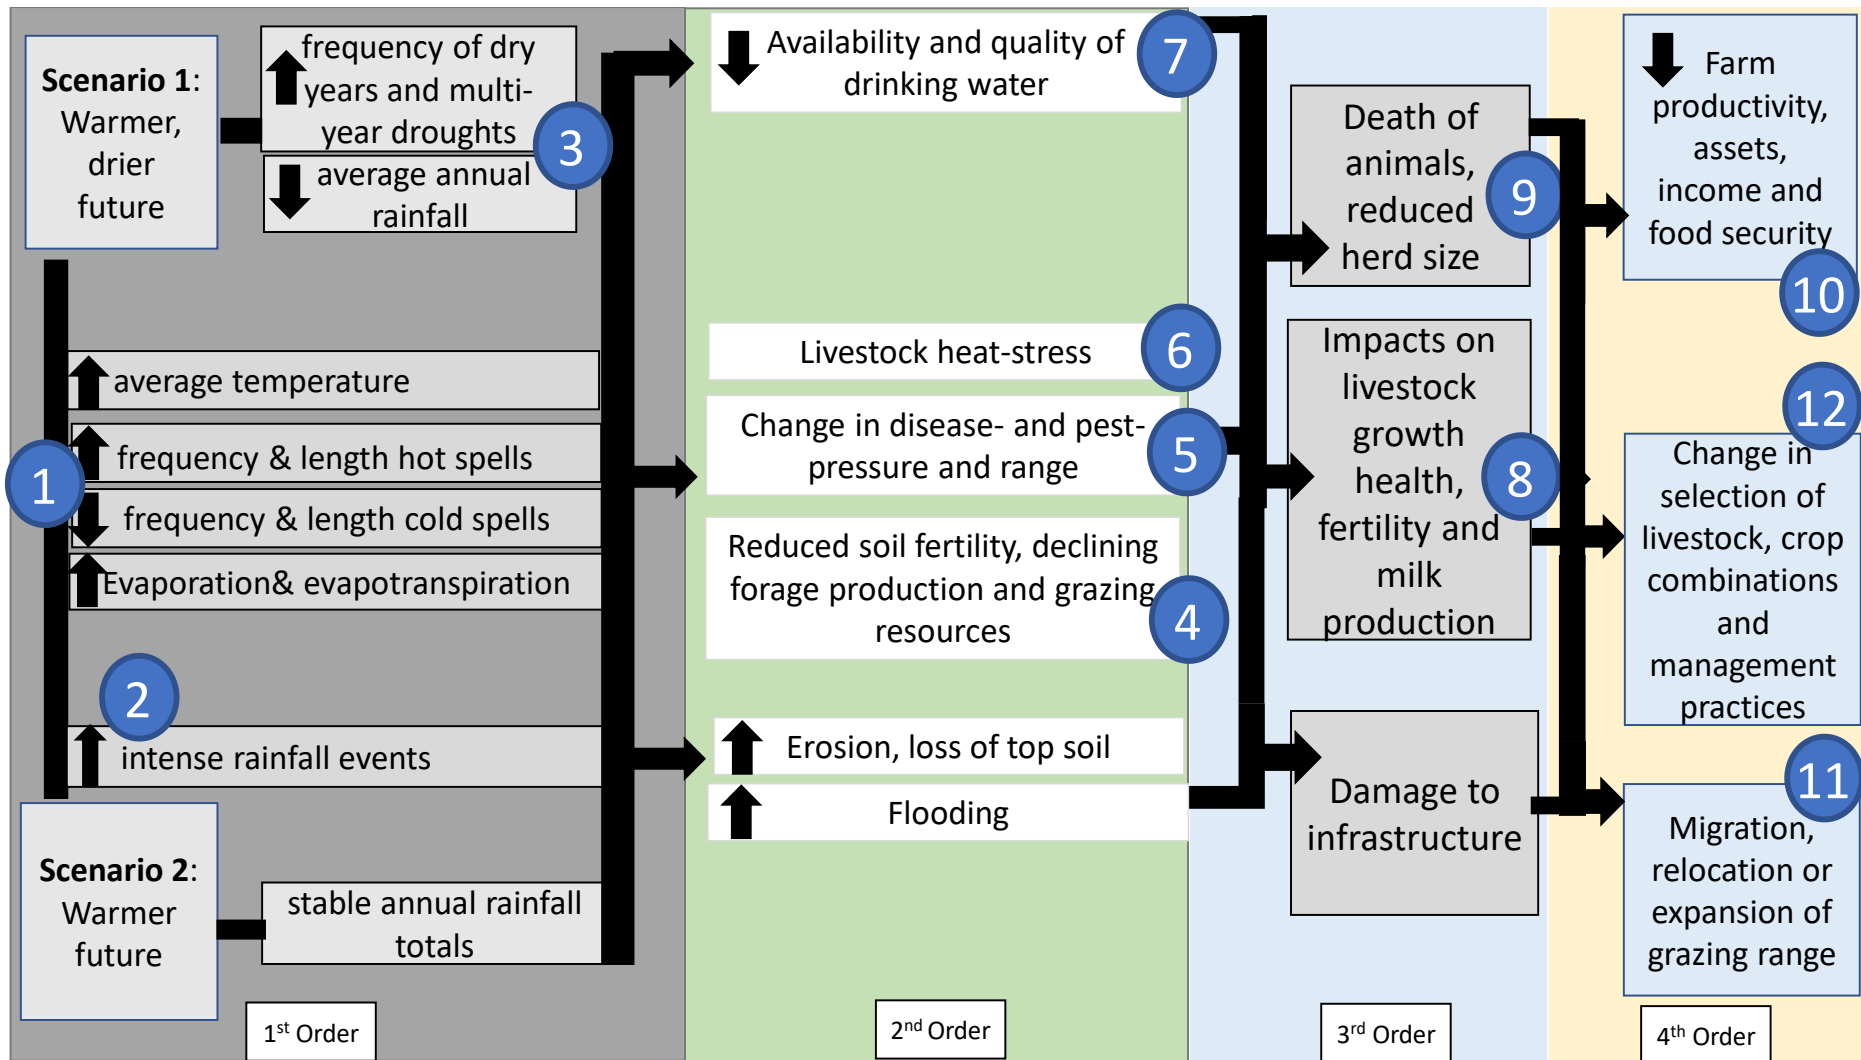 Scenario 1:
Warmer,
drier
future
frequency of dry
years and multi-
year droughts
3
average annual
rainfall
average temperature
frequency & length hot spells
1
frequency & length cold spells
Evaporation& evapotranspiration
2
intense rainfall events
Scenario 2:
Warmer
future
stable annual rainfall
totals
1st Order
Availability and quality of
drinking water
7
Livestock heat-stress
6
Change in disease- and pest-
pressure and range
5
Reduced soil fertility, declining
forage production and grazing
resources
4
Erosion, loss of top soil
Flooding
2nd Order
Death of
animals,
reduced
herd size
9
Impacts on
livestock
growth
health,
fertility and
milk
production
8
Damage to
infrastructure
3rd Order
Farm
productivity,
assets,
income and
food security
10
12
Change in
selection of
livestock, crop
combinations
and
management
practices
11
Migration,
relocation or
expansion of
grazing range
4th Order